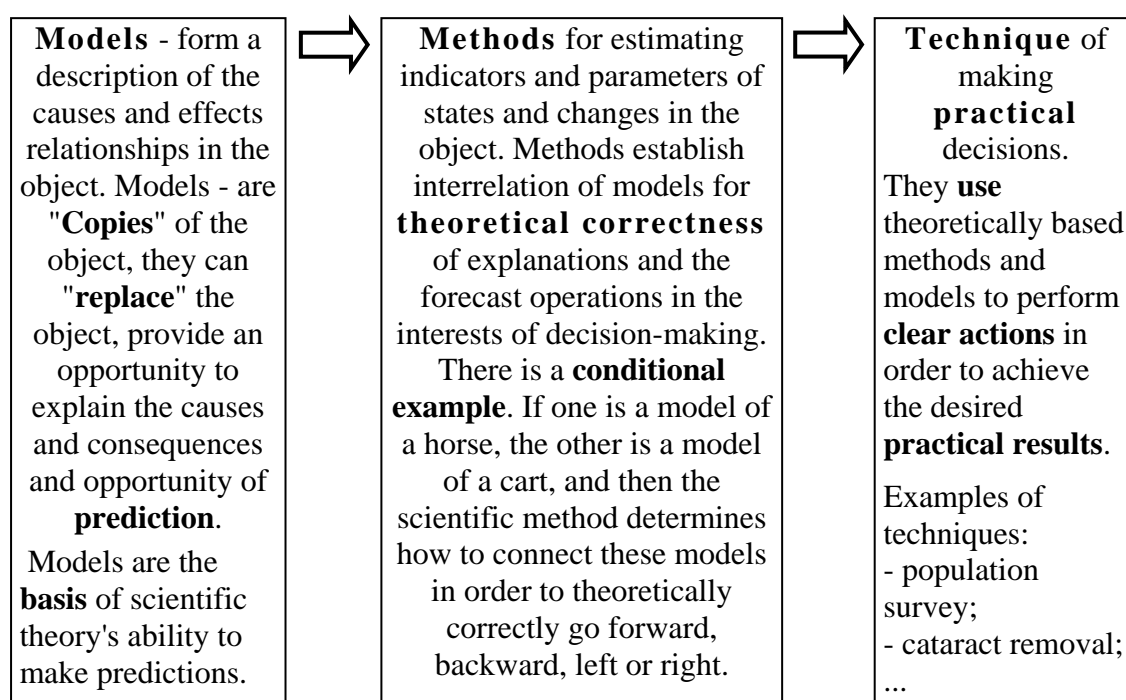 Models - form a
description of the
causes and effects
relationships in the
object. Models - are
"Copies" of the
object, they can
"replace" the
object, provide an
opportunity to
explain the causes
and consequences
and opportunity of
prediction.
Models are the
basis of scientific
theory's ability to
make predictions.
Methods for estimating
indicators and parameters of
states and changes in the
object. Methods establish
interrelation of models for
theoretical correctness
of explanations and the
forecast operations in the
interests of decision-making.
There is a conditional
example. If one is a model of
a horse, the other is a model
of a cart, and then the
scientific method determines
how to connect these models
in order to theoretically
correctly go forward,
backward, left or right.
Technique of
making
practical
decisions.
They use
theoretically based
methods and
models to perform
clear actions in
order to achieve
the desired
practical results.
Examples of
techniques:
- population
survey;
- cataract removal;
...